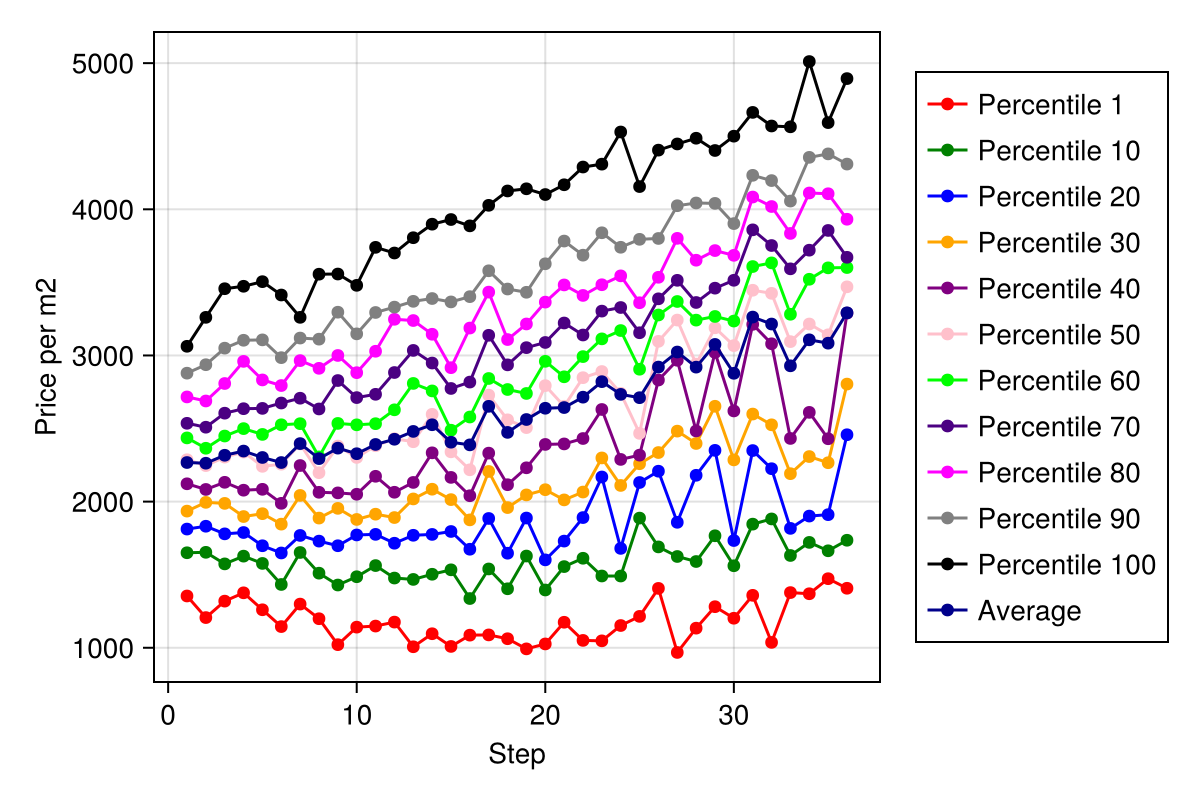 5000
4000
3000
2000
1000
Price per m2
0 10 20 30
Step
Percentile 1
Percentile 10
Percentile 20
Percentile 30
Percentile 40
Percentile 50
Percentile 60
Percentile 70
Percentile 80
Percentile 90
Percentile 100
Average